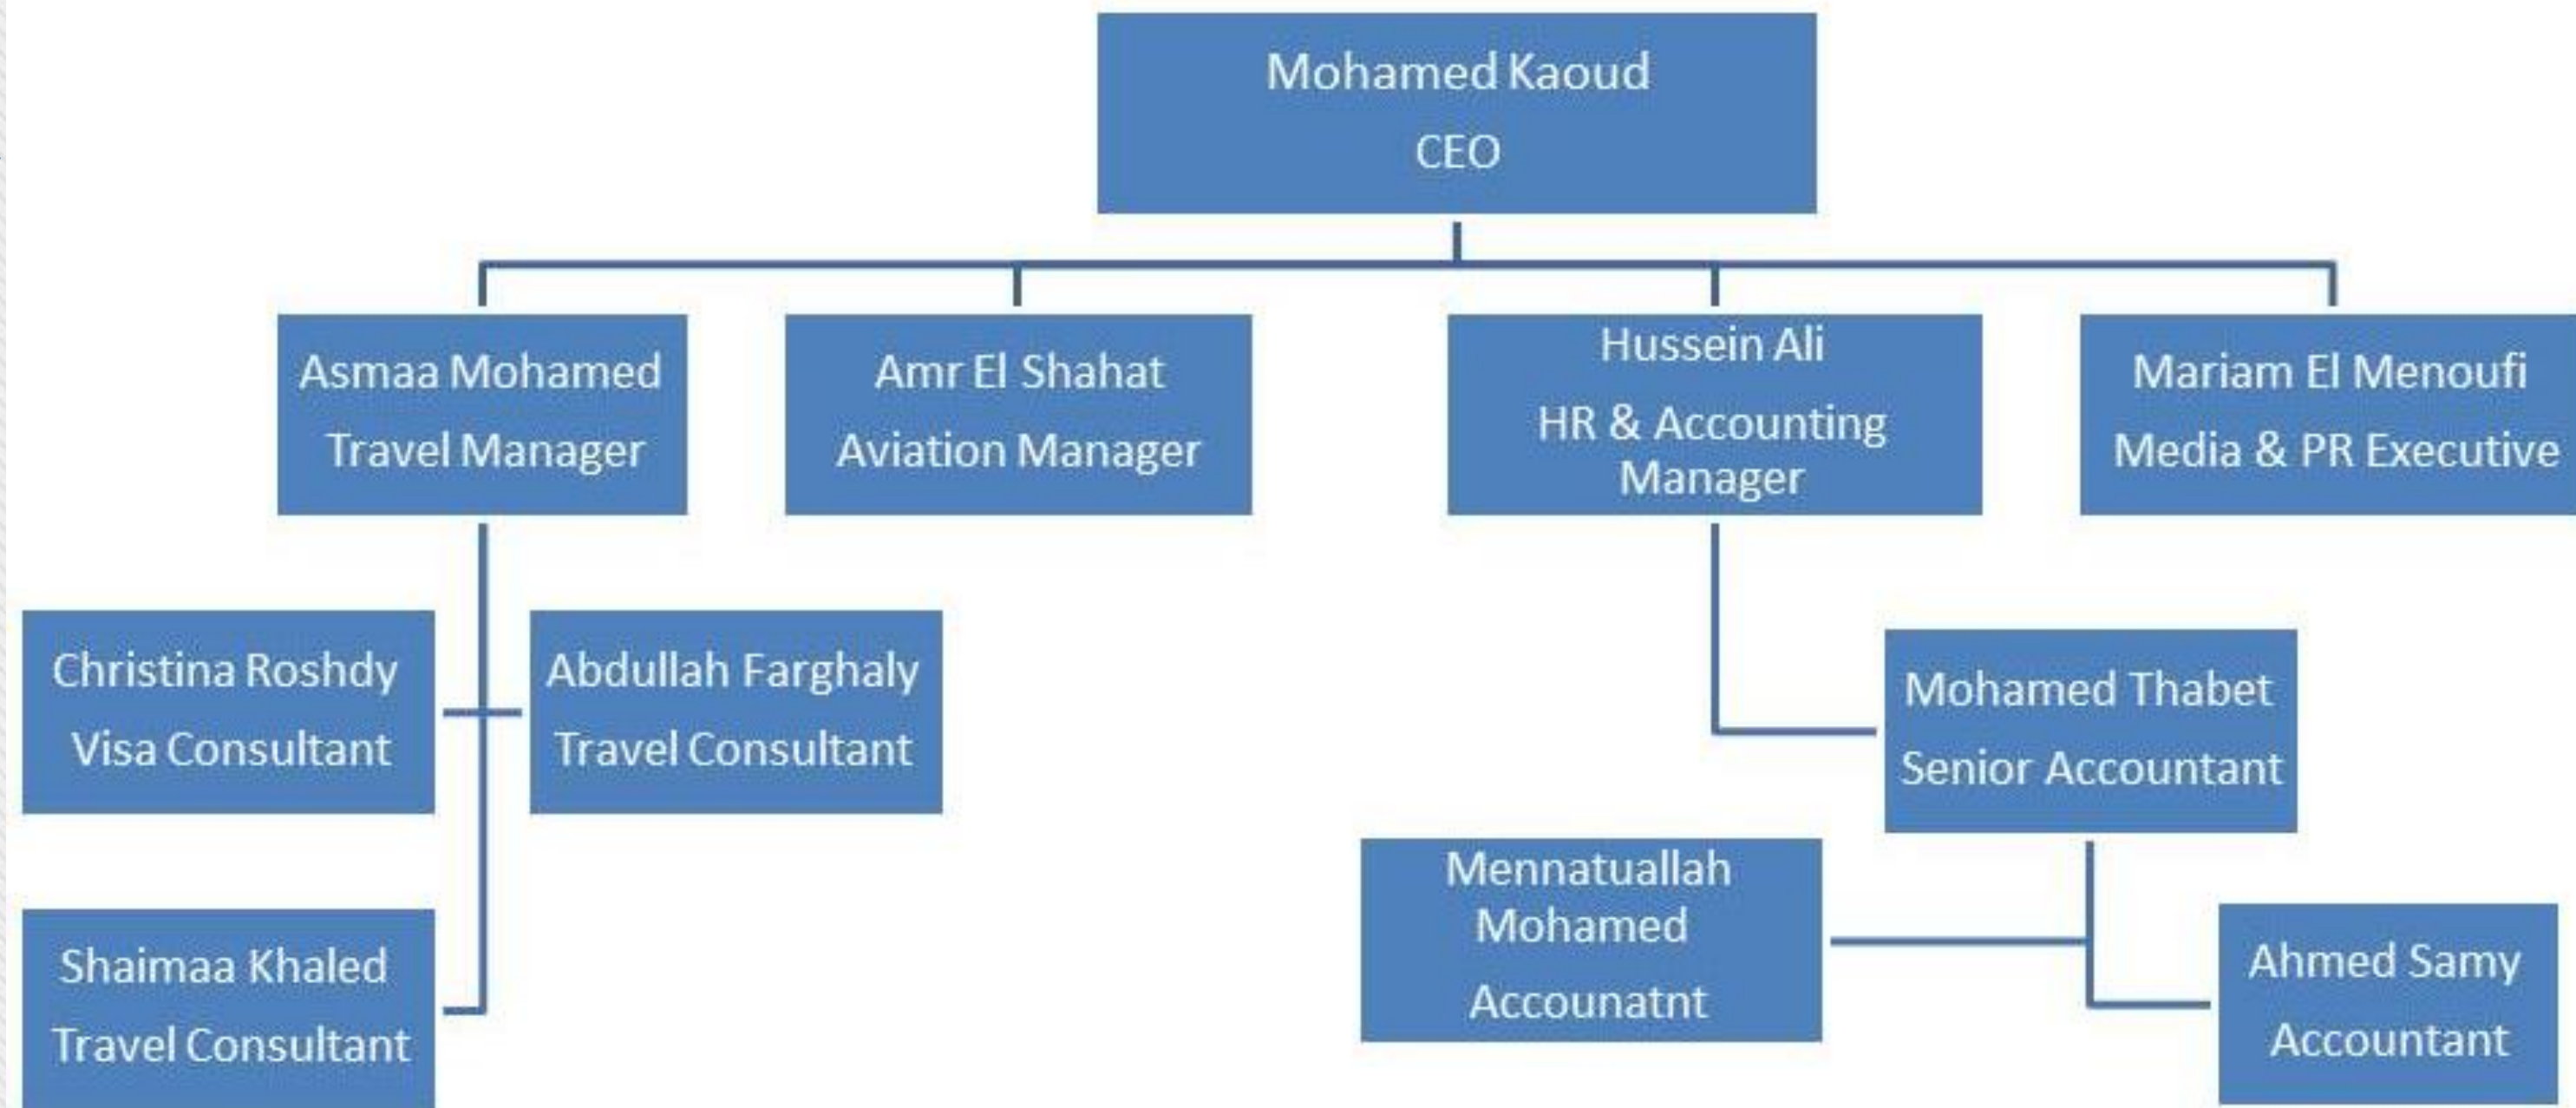 Mohamed Kaoud
CEO
Asmaa Mohamed
Travel Manager
Amr El Shahat
Aviation Manager
Hussein Ali
HR & Accounting
Manager
Mariam El Menoufi
Media & PR Executive
Christina Roshdy
Visa Consultant
Abdullah Farghaly
Travel Consultant
Mohamed Thabet
Senior Accountant
Mennatuallah
Mohamed
Accounatnt
Shaimaa Khaled
Travel Consultant
Ahmed Samy
Accountant